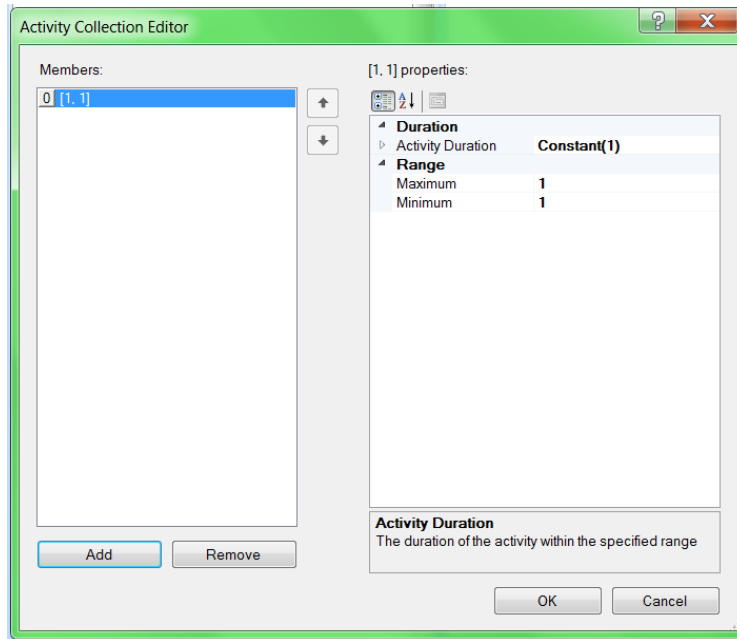 Activity Collection Editor
? X
Members:
0 [1, 1]
Add
Remove
[1, 1] properties:
A Z
Duration
Activity Duration Constant(1)
Range
Maximum 1
Minimum 1
Activity Duration
The duration of the activity within the specified range
OK
Cancel